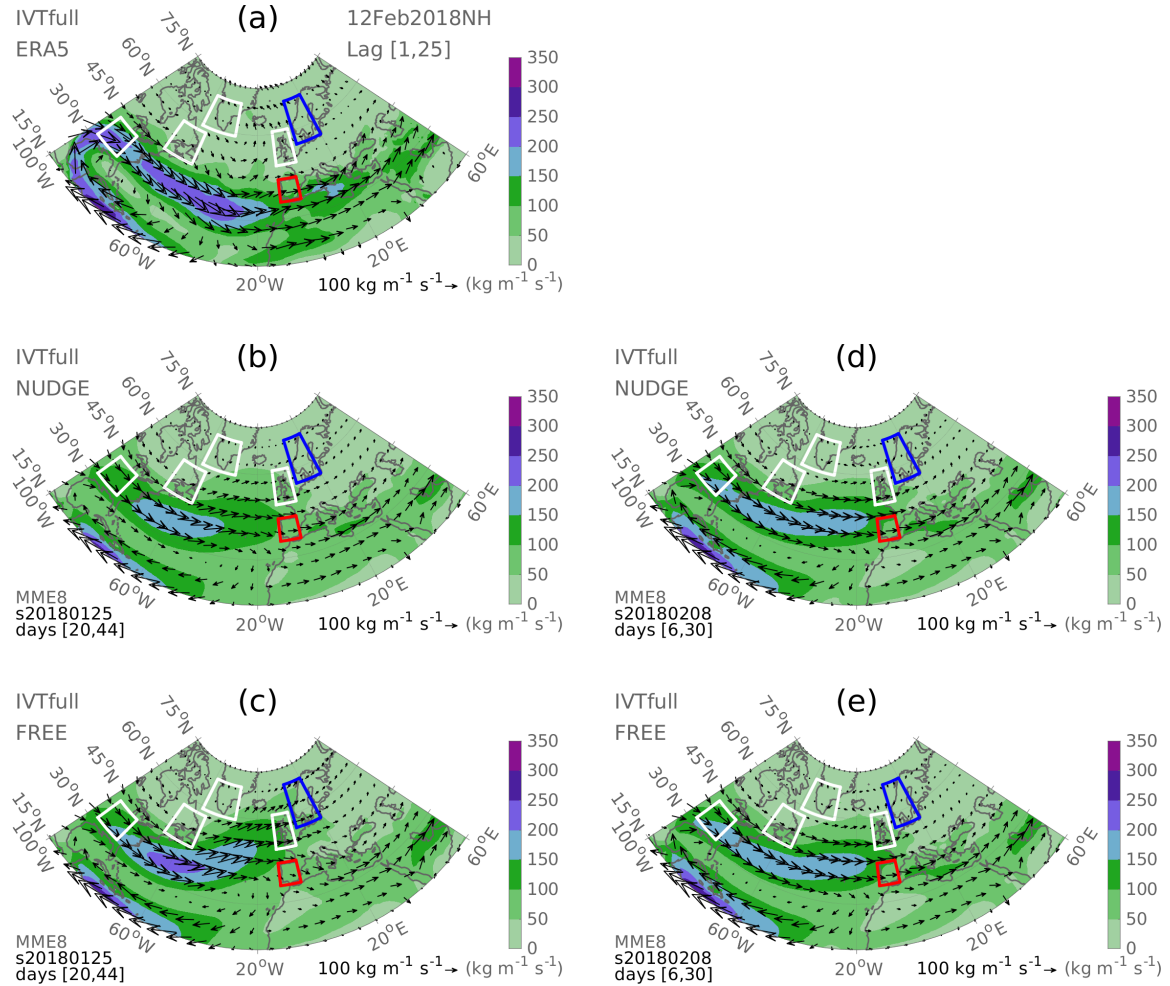 IVTfull
(a)
12Feb2018NH
ERA5
Lag [1,25]
75°N
60°N
45°N
30°N
15°N
100°W
60°W
20°W
20°E
60°E
350
300
250
200
150
100
50
0
100 kg m-1 s-1 (kg m-1 s-1)
IVTfull
(b)
NUDGE
75°N
60°N
45°N
30°N
15°N
100°W
60°W
20°W
20°E
60°E
350
300
250
200
150
100
50
0
MME8
s20180125
days [20,44]
100 kg m-1 s-1 (kg m-1 s-1)
IVTfull
(d)
NUDGE
75°N
60°N
45°N
30°N
15°N
100°W
60°W
20°W
20°E
60°E
350
300
250
200
150
100
50
0
MME8
s20180208
days [6,30]
100 kg m-1 s-1 (kg m-1 s-1)
IVTfull
(c)
FREE
75°N
60°N
45°N
30°N
15°N
100°W
60°W
20°W
20°E
60°E
350
300
250
200
150
100
50
0
MME8
s20180125
days [20,44]
100 kg m-1 s-1 (kg m-1 s-1)
IVTfull
(e)
FREE
75°N
60°N
45°N
30°N
15°N
100°W
60°W
20°W
20°E
60°E
350
300
250
200
150
100
50
0
MME8
s20180208
days [6,30]
100 kg m-1 s-1 (kg m-1 s-1)